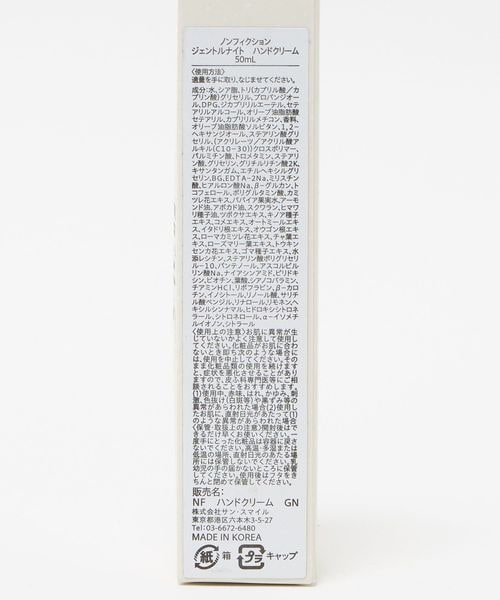 ノンフィクション
ジェントルナイト　ハンドクリーム
50mL
〈使用方法〉
適量を手に取り、なじませてください。
成分:水、シア脂、トリ(カプリル酸／カ
プリン酸)グリセリル、プロパンジオー
ル、DPG、ジカプリリルエーテル、セテ
アリルアルコール、オリーブ油脂肪酸
セテアリル、カプリリルメチコン、香料、
オリーブ油脂肪酸ソルビタン、1,2-
ヘキサンジオール、ステアリン酸グリ
セリル、(アクリレーツ／アクリル酸ア
ルキル(C10-30))クロスポリマー、
パルミチン酸、トロメタミン、ステアリ
ン酸、グリセリン、グリチルリチン酸2K、
キサンタンガム、エチルヘキシルグリ
セリン、BG、EDTA-2Na、ミリスチン
酸、ヒアルロン酸Na、β-グルカン、ト
コフェロール、ポリグルタミン酸、カミ
ツレ花エキス、パパイア果実水、アーモ
ンド油、アボカド油、スクワラン、ヒマワ
リ種子油、ツボクサエキス、キノア種子
エキス、コメエキス、オートミールエキ
ス、イタドリ根エキス、オウゴン根エキ
ス、ローマカミツレ花エキス、チャ葉エ
キス、ローズマリー葉エキス、トウキン
センカ花エキス、ゴマ種子エキス、水
添レシチン、ステアリン酸ポリグリセリ
ル-10、パンテノール、アスコルビル
リン酸Na、ナイアシンアミド、ピリドキ
シン、ビオチン、葉酸、シアノコバラミン、
チアミンHCl、リボフラビン、β-カロ
チン、イノシトール、リノール酸、サリチ
ル酸ベンジル、リナロール、リモネン、ヘ
キシルシンナマル、ヒドロキシシトロネ
ラール、シトロネロール、α-イソメチ
ルイオノン、シトラール
〈使用上の注意〉お肌に異常が生
じていないかよく注意して使用し
てください。化粧品がお肌に合わ
ないとき即ち次のような場合に
は、使用を中止してください。その
まま化粧品類の使用を続けます
と、症状を悪化させることがあり
ますので、皮ふ科専門医等にご相
談されることをおすすめします。
(1)使用中、赤味、はれ、かゆみ、刺
激、色抜け(白斑等)や黒ずみ等の
異常があらわれた場合(2)使用し
たお肌に、直射日光があたって(1)
のような異常があらわれた場合
〈保管・取扱上の注意〉開封後はで
きるだけ早くお使いください。一
度手にとった化粧品は容器に戻さ
ないでください。高温・多湿または
低温の場所、直射日光のあたる場
所には保管しないでください。乳
幼児の手の届かないところに保管
してください。使用後はフタをき
ちんと閉めて保管してください。
販売名:
NF　ハンドクリーム　GN
株式会社サン・スマイル
東京都港区六本木3-5-27
Tel:03-6672-6480
MADE IN KOREA
紙 箱 プラ キャップ